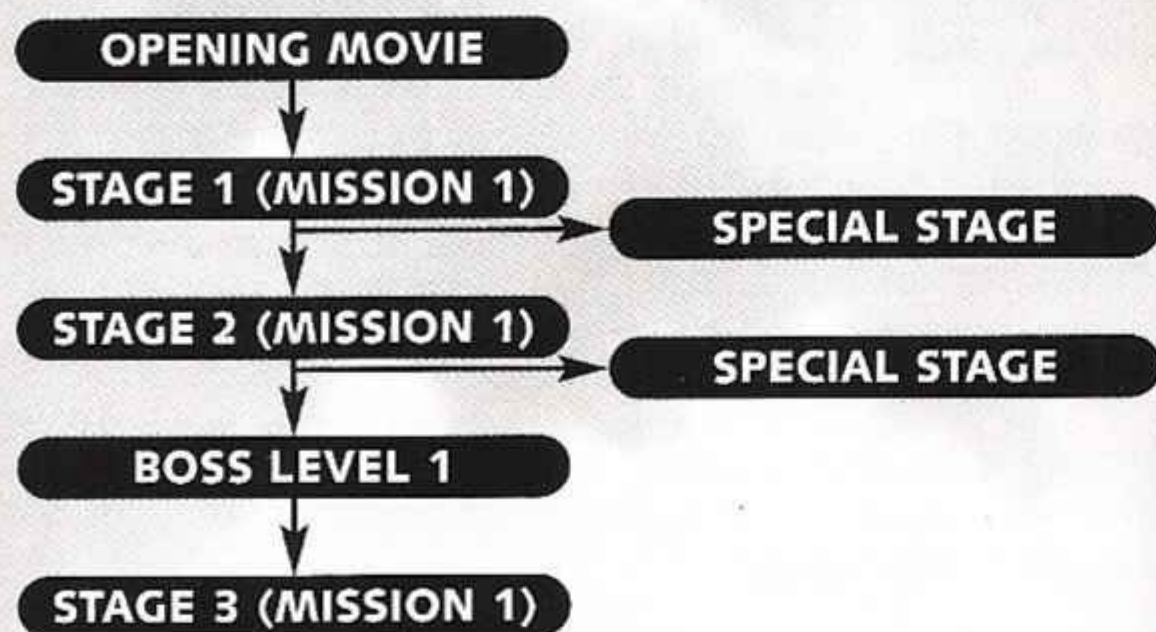 OPENING MOVIE
STAGE 1 (MISSION 1)
SPECIAL STAGE
STAGE 2 (MISSION 1)
SPECIAL STAGE
BOSS LEVEL 1
STAGE 3 (MISSION 1)